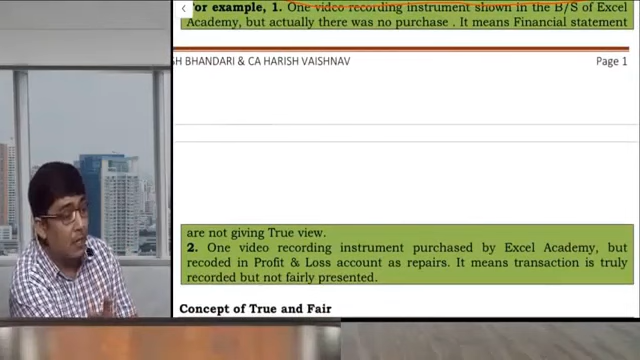 For example, 1. One video recording instrument shown in the B/S of Excel
Academy, but actually there was no purchase . It means Financial statement
SH BHANDARI & CA HARISH VAISHNAV
Page 1
are not giving True view.
2. One video recording instrument purchased by Excel Academy, but
recoded in Profit & Loss account as repairs. It means transaction is truly
recorded but not fairly presented.
Concept of True and Fair